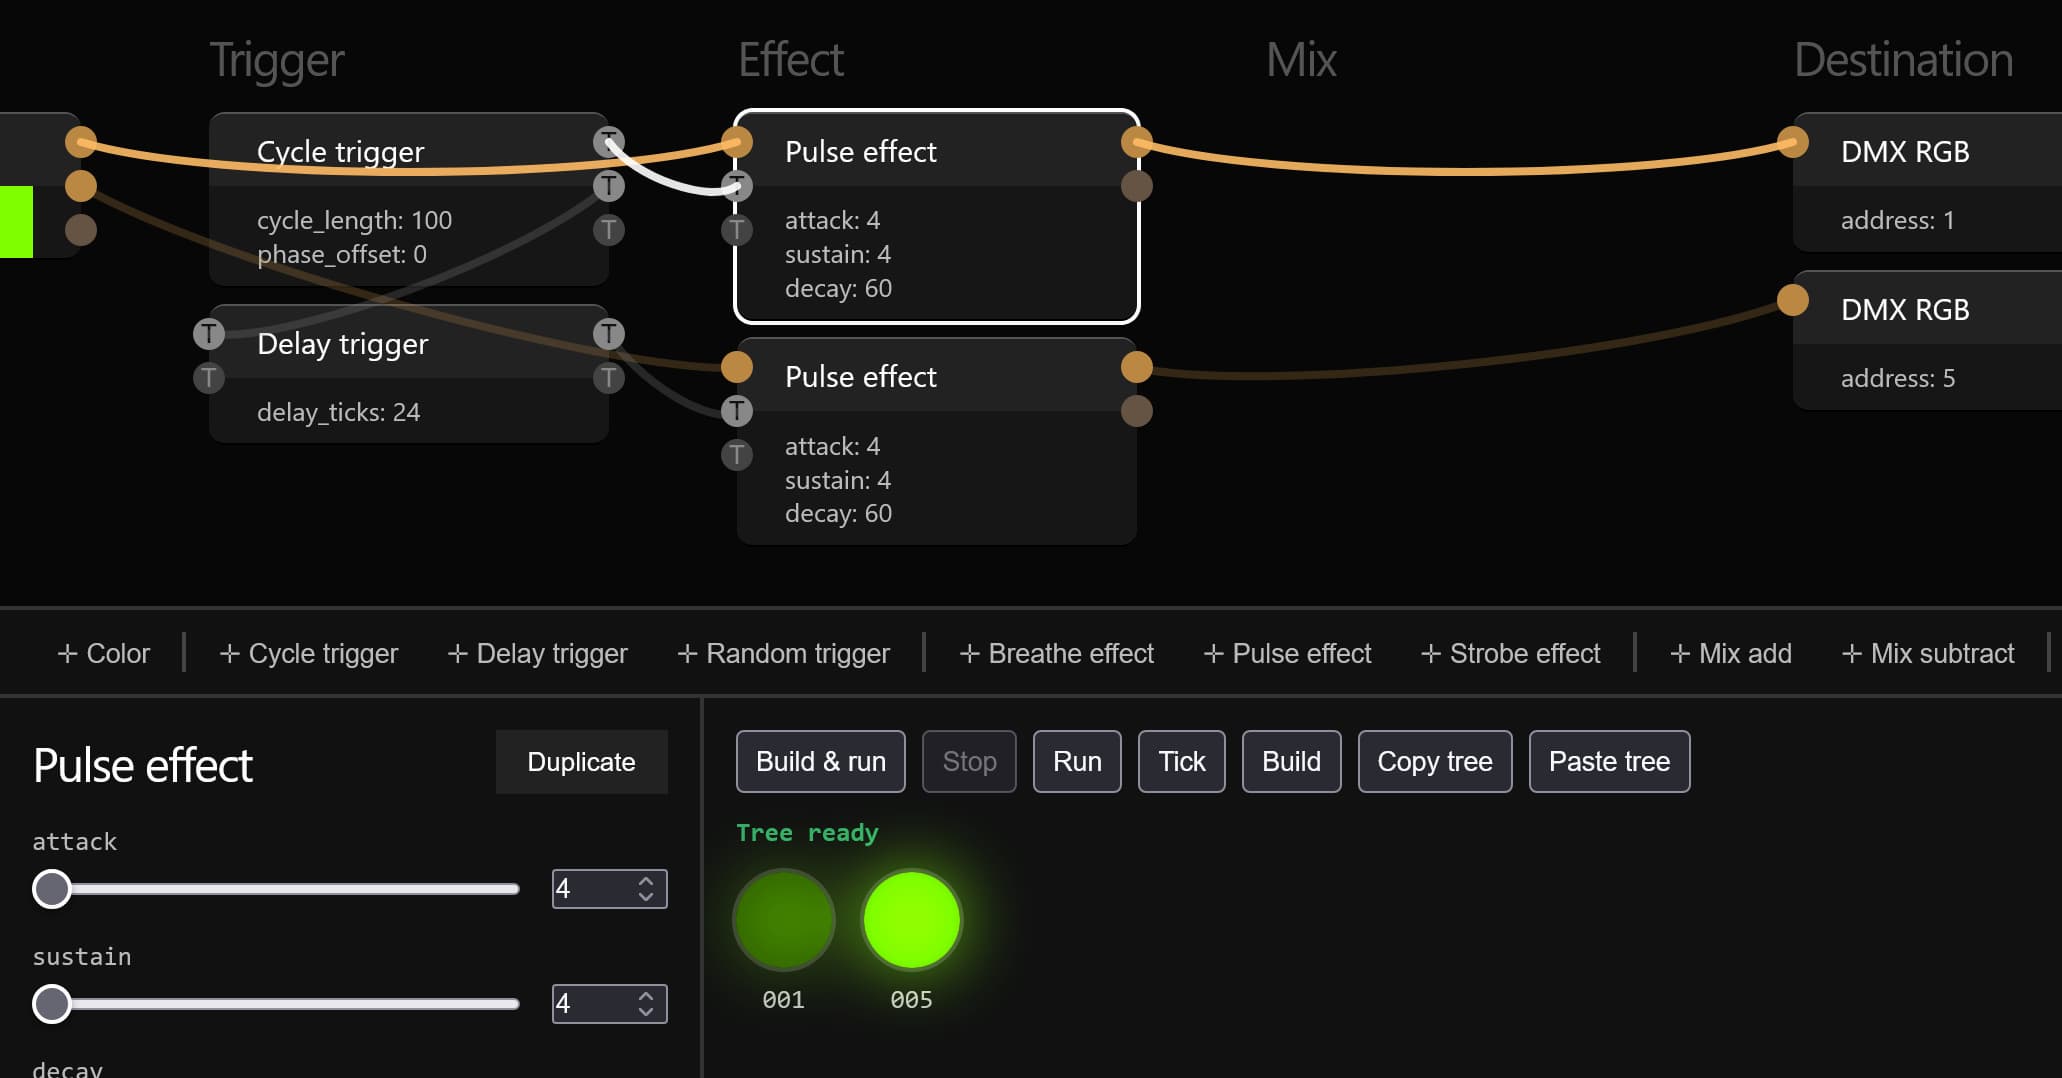 Trigger
Effect
Mix
Destination
Cycle trigger
T
T
T
cycle_length: 100
phase_offset: 0
T
T
Delay trigger
T
T
delay_ticks: 24
T
T
Pulse effect
attack: 4
sustain: 4
decay: 60
T
T
Pulse effect
attack: 4
sustain: 4
decay: 60
DMX RGB
address: 1
DMX RGB
address: 5
Color
Cycle trigger
Delay trigger
Random trigger
Breathe effect
Pulse effect
Strobe effect
Mix add
Mix subtract
Pulse effect
Duplicate
attack
4
sustain
4
decay
Build & run
Stop
Run
Tick
Build
Copy tree
Paste tree
Tree ready
001
005